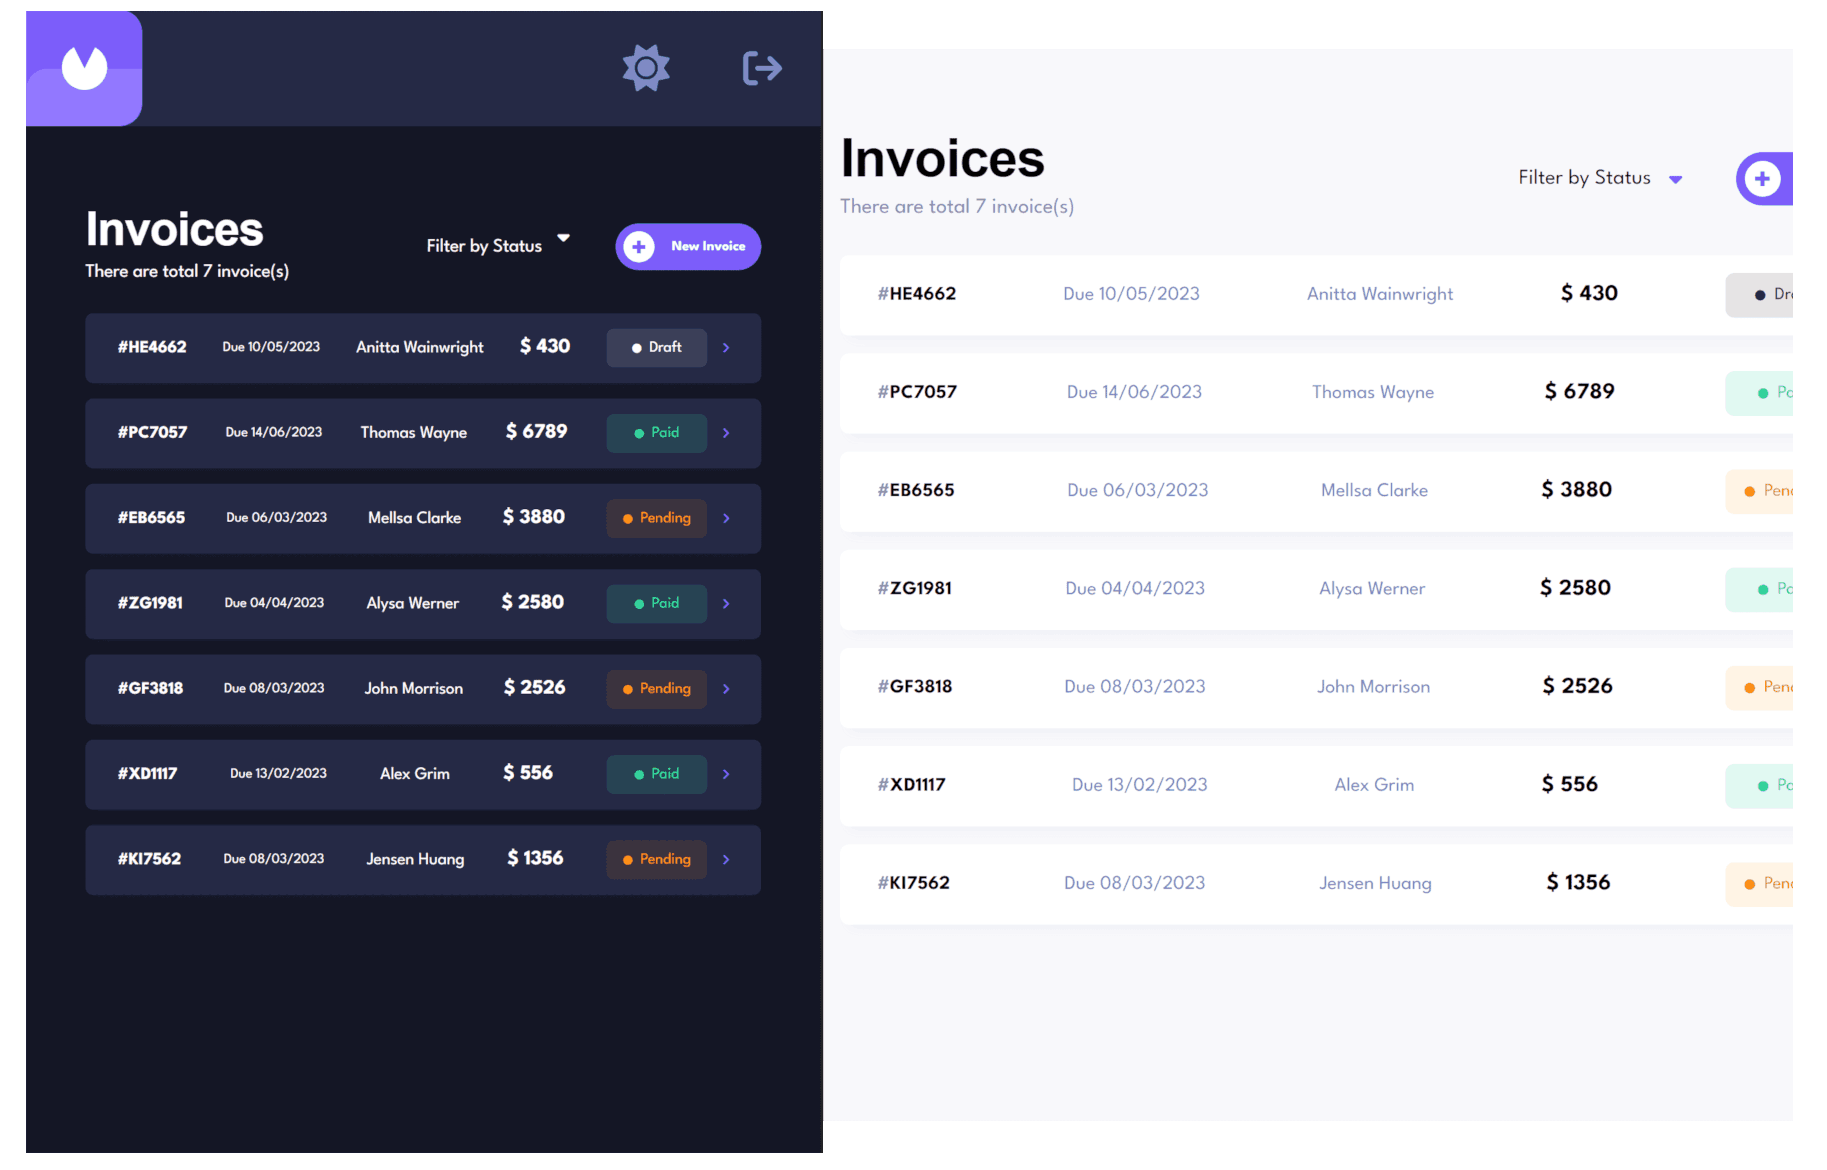 Invoices
There are total 7 invoice(s)
Filter by Status
New Invoice
#HE4662 Due 10/05/2023 Anitta Wainwright $ 430 Draft
#PC7057 Due 14/06/2023 Thomas Wayne $ 6789 Paid
#EB6565 Due 06/03/2023 Mellsa Clarke $ 3880 Pending
#ZG1981 Due 04/04/2023 Alysa Werner $ 2580 Paid
#GF3818 Due 08/03/2023 John Morrison $ 2526 Pending
#XD1117 Due 13/02/2023 Alex Grim $ 556 Paid
#KI7562 Due 08/03/2023 Jensen Huang $ 1356 Pending
Invoices
There are total 7 invoice(s)
Filter by Status
#HE4662 Due 10/05/2023 Anitta Wainwright $ 430
#PC7057 Due 14/06/2023 Thomas Wayne $ 6789
#EB6565 Due 06/03/2023 Mellsa Clarke $ 3880
#ZG1981 Due 04/04/2023 Alysa Werner $ 2580
#GF3818 Due 08/03/2023 John Morrison $ 2526
#XD1117 Due 13/02/2023 Alex Grim $ 556
#KI7562 Due 08/03/2023 Jensen Huang $ 1356